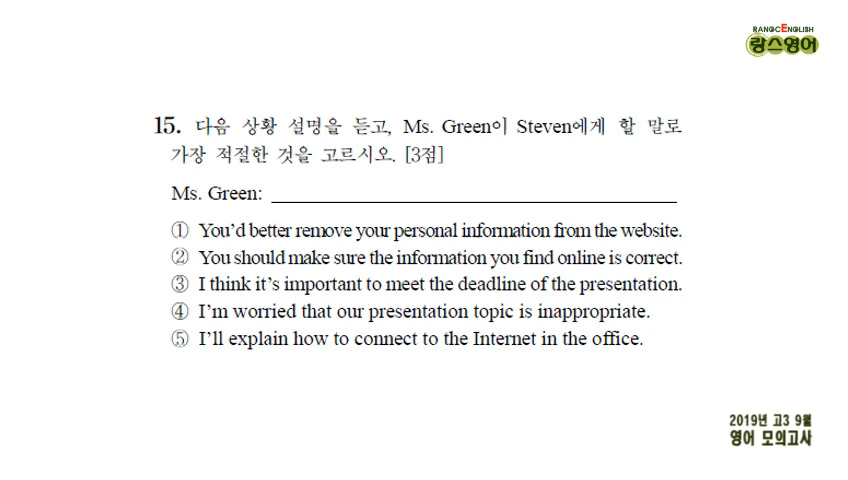 RANGCENGLISH
랑스영어
15. 다음 상황 설명을 듣고, Ms. Green이 Steven에게 할 말로
가장 적절한 것을 고르시오. [3점]
Ms. Green: 
① You’d better remove your personal information from the website.
② You should make sure the information you find online is correct.
③ I think it’s important to meet the deadline of the presentation.
④ I’m worried that our presentation topic is inappropriate.
⑤ I’ll explain how to connect to the Internet in the office.
2019년 고3 9월
영어 모의고사